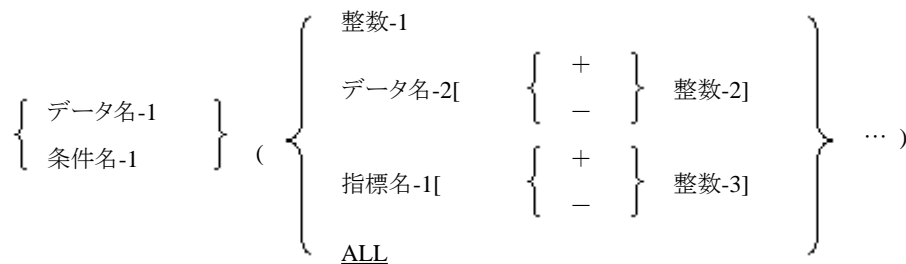 整数-1
データ名-2[ { + − } 整数-2]
{ データ名-1 条件名-1 } ( { } … )
指標名-1[ { + − } 整数-3]
ALL